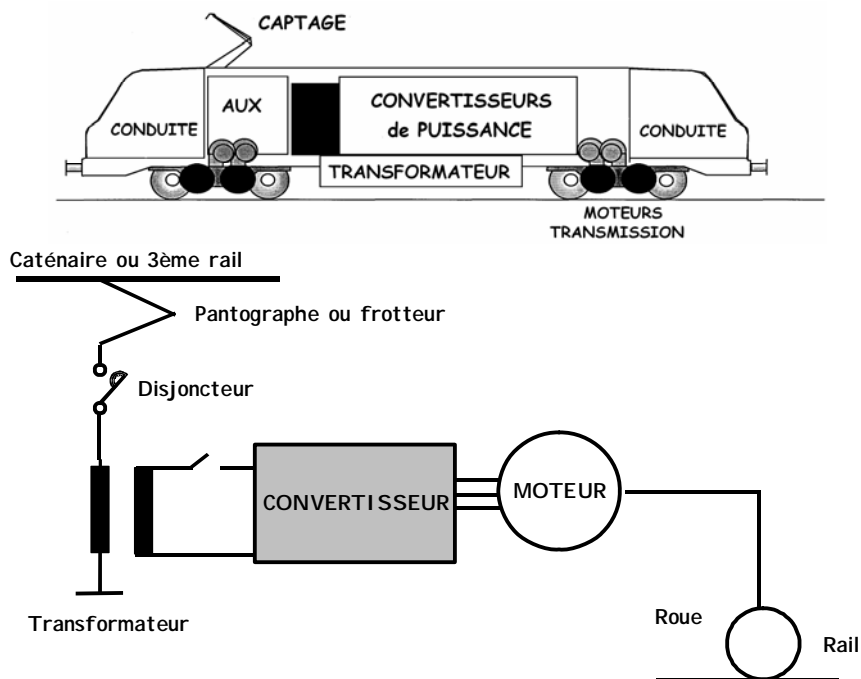 CAPTAGE
AUX
CONVERTISSEURS
de PUISSANCE
CONDUITE
CONDUITE
TRANSFORMATEUR
MOTEURS
TRANSMISSION
Caténaire ou 3ème rail
Pantographe ou frotteur
Disjoncteur
CONVERTISSEUR
MOTEUR
Transformateur
Roue
Rail